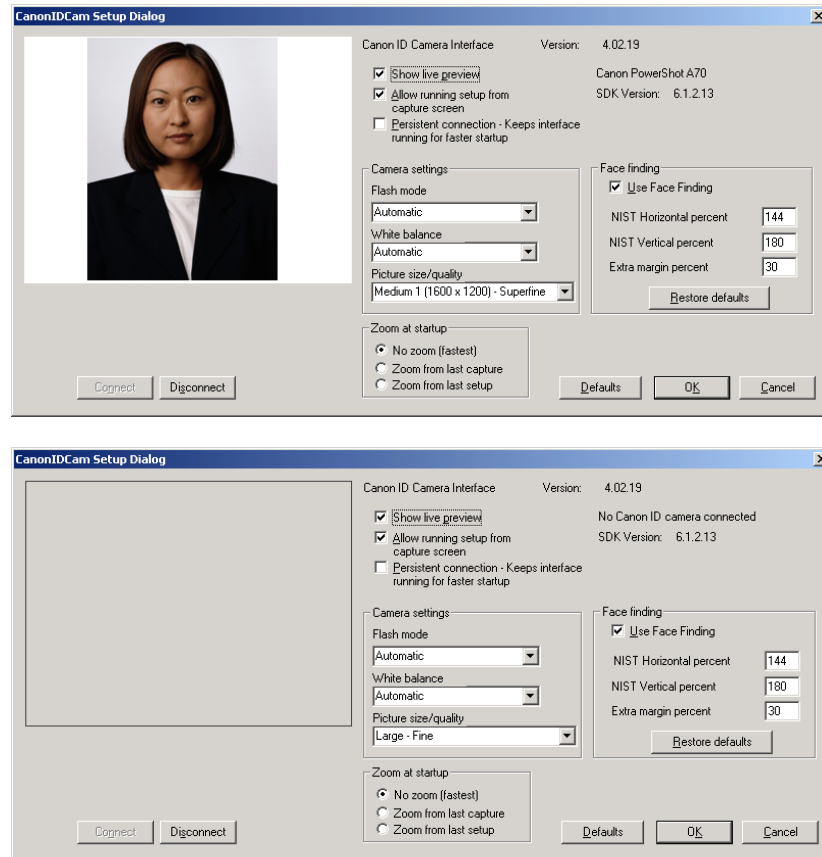 CanonIDCam Setup Dialog
Canon ID Camera Interface Version: 4.02.19
Show live preview
Canon PowerShot A70
Allow running setup from
capture screen
SDK Version: 6.1.2.13
Persistent connection - Keeps interface
running for faster startup
Camera settings
Flash mode
Automatic
White balance
Automatic
Picture size/quality
Medium 1 (1600 x 1200) - Superfine
Face finding
Use Face Finding
NIST Horizontal percent 144
NIST Vertical percent 180
Extra margin percent 30
Restore defaults
Zoom at startup
No zoom (fastest)
Zoom from last capture
Zoom from last setup
Connect Disconnect
Defaults OK Cancel
CanonIDCam Setup Dialog
Canon ID Camera Interface Version: 4.02.19
Show live preview
No Canon ID camera connected
Allow running setup from
capture screen
SDK Version: 6.1.2.13
Persistent connection - Keeps interface
running for faster startup
Camera settings
Flash mode
Automatic
White balance
Automatic
Picture size/quality
Large - Fine
Face finding
Use Face Finding
NIST Horizontal percent 144
NIST Vertical percent 180
Extra margin percent 30
Restore defaults
Zoom at startup
No zoom (fastest)
Zoom from last capture
Zoom from last setup
Connect Disconnect
Defaults OK Cancel